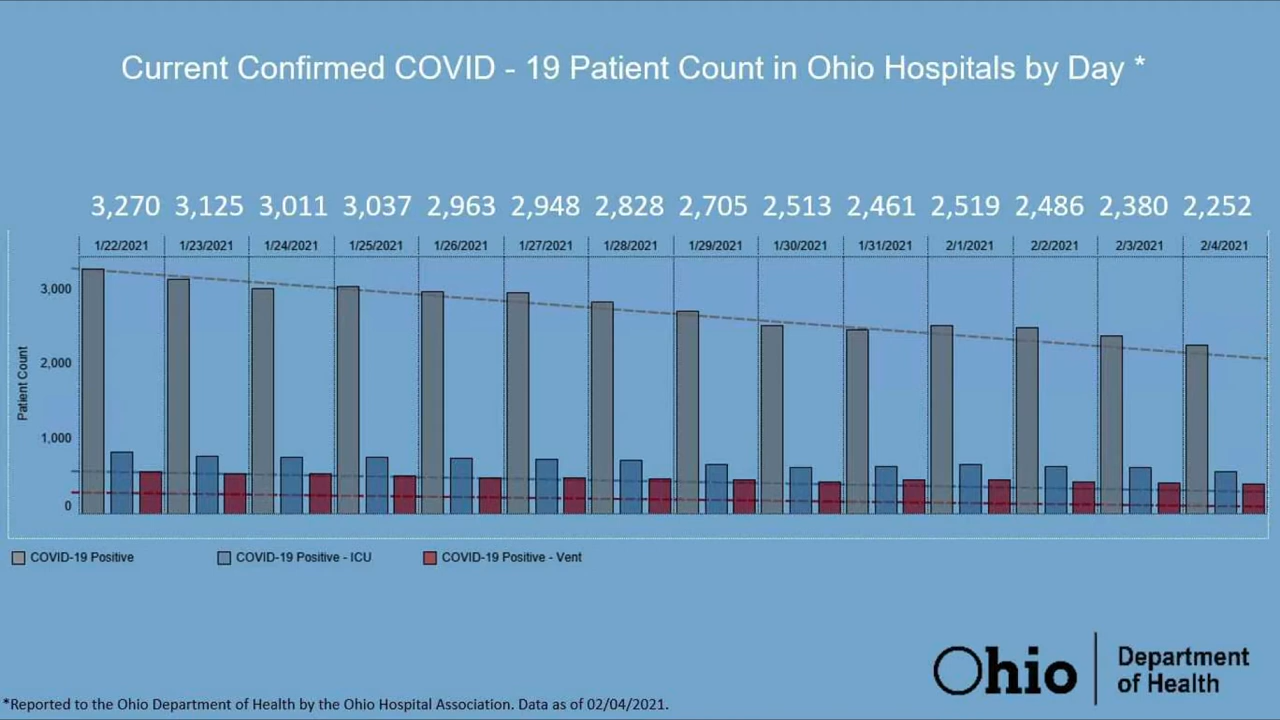 Current Confirmed COVID - 19 Patient Count in Ohio Hospitals by Day *
3,270 3,125 3,011 3,037 2,963 2,948 2,828 2,705 2,513 2,461 2,519 2,486 2,380 2,252
1/22/2021 1/23/2021 1/24/2021 1/25/2021 1/26/2021 1/27/2021 1/28/2021 1/29/2021 1/30/2021 1/31/2021 2/1/2021 2/2/2021 2/3/2021 2/4/2021
Patient Count
3,000
2,000
1,000
0
COVID-19 Positive COVID-19 Positive - ICU COVID-19 Positive - Vent
Ohio
Department
of Health
*Reported to the Ohio Department of Health by the Ohio Hospital Association. Data as of 02/04/2021.